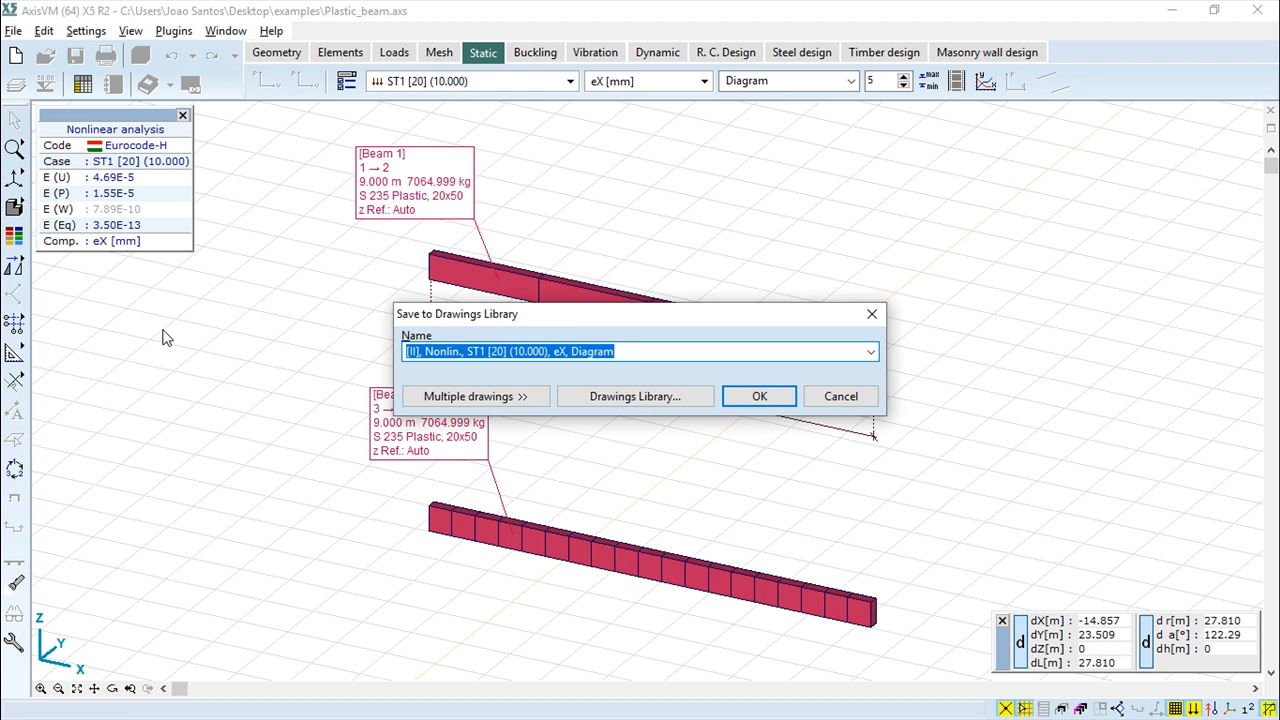 AxisVM (64) X5 R2 - C:\Users\Joao Santos\Desktop\examples\Plastic_beam.axs
File Edit Settings View Plugins Window Help
Geometry Elements Loads Mesh Static Buckling Vibration Dynamic R. C. Design Steel design Timber design Masonry wall design
ST1 [20] (10.000) eX [mm] Diagram 5 max min
Nonlinear analysis
Code Eurocode-H
Case : ST1 [20] (10.000)
E (U) : 4.69E-5
E (P) : 1.55E-5
E (W) : 7.89E-10
E (Eq) : 3.50E-13
Comp. : eX [mm]
[Beam 1]
1 → 2
9.000 m 7064.999 kg
S 235 Plastic, 20x50
z Ref.: Auto
Save to Drawings Library
Name
[II], Nonlin., ST1 [20] (10.000), eX, Diagram
Multiple drawings >> Drawings Library... OK Cancel
[Bea
3 →
9.000 m 7064.999 kg
S 235 Plastic, 20x50
z Ref.: Auto
Z
Y
X
dX[m] : -14.857
dY[m] : 23.509
dZ[m] : 0
dL[m] : 27.810
d r[m] : 27.810
d a[°] : 122.29
dh[m] : 0
d d